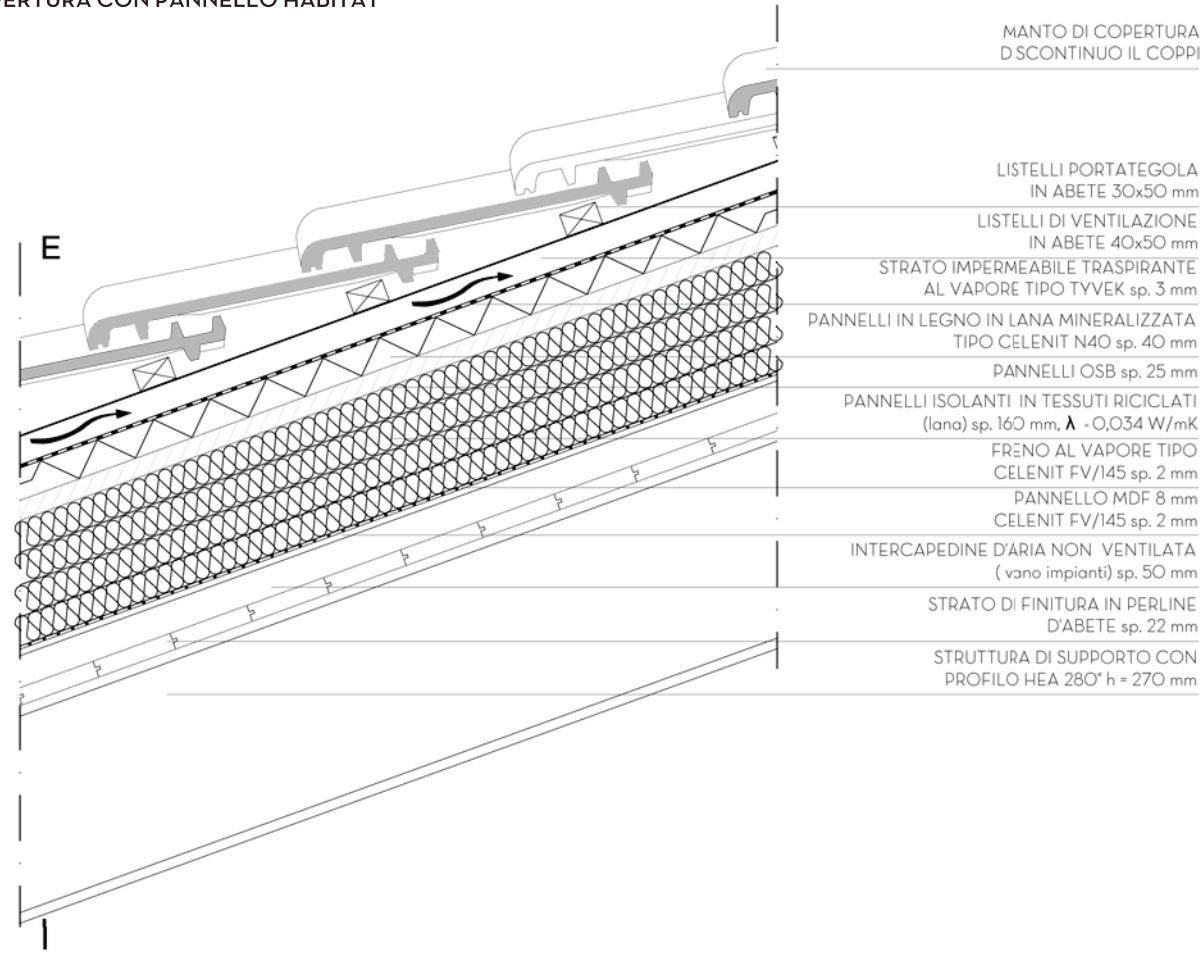 PERTURA CON PANNELLO HABITAT
MANTO DI COPERTURA
D SCONTINUO IL COPPI
E
LISTELLI PORTATEGOLA
IN ABETE 30x50 mm
LISTELLI DI VENTILAZIONE
IN ABETE 40x50 mm
STRATO IMPERMEABILE TRASPIRANTE
AL VAPORE TIPO TYVEK sp. 3 mm
PANNELLI IN LEGNO IN LANA MINERALIZZATA
TIPO CELENIT N40 sp. 40 mm
PANNELLI OSB sp. 25 mm
PANNELLI ISOLANTI IN TESSUTI RICICLATI
(lana) sp. 160 mm, λ - 0,034 W/mK
FRENO AL VAPORE TIPO
CELENIT FV/145 sp. 2 mm
PANNELLO MDF 8 mm
CELENIT FV/145 sp. 2 mm
INTERCAPEDINE D'ARIA NON VENTILATA
( vano impianti) sp. 50 mm
STRATO DI FINITURA IN PERLINE
D'ABETE sp. 22 mm
STRUTTURA DI SUPPORTO CON
PROFILO HEA 280" h = 270 mm
I